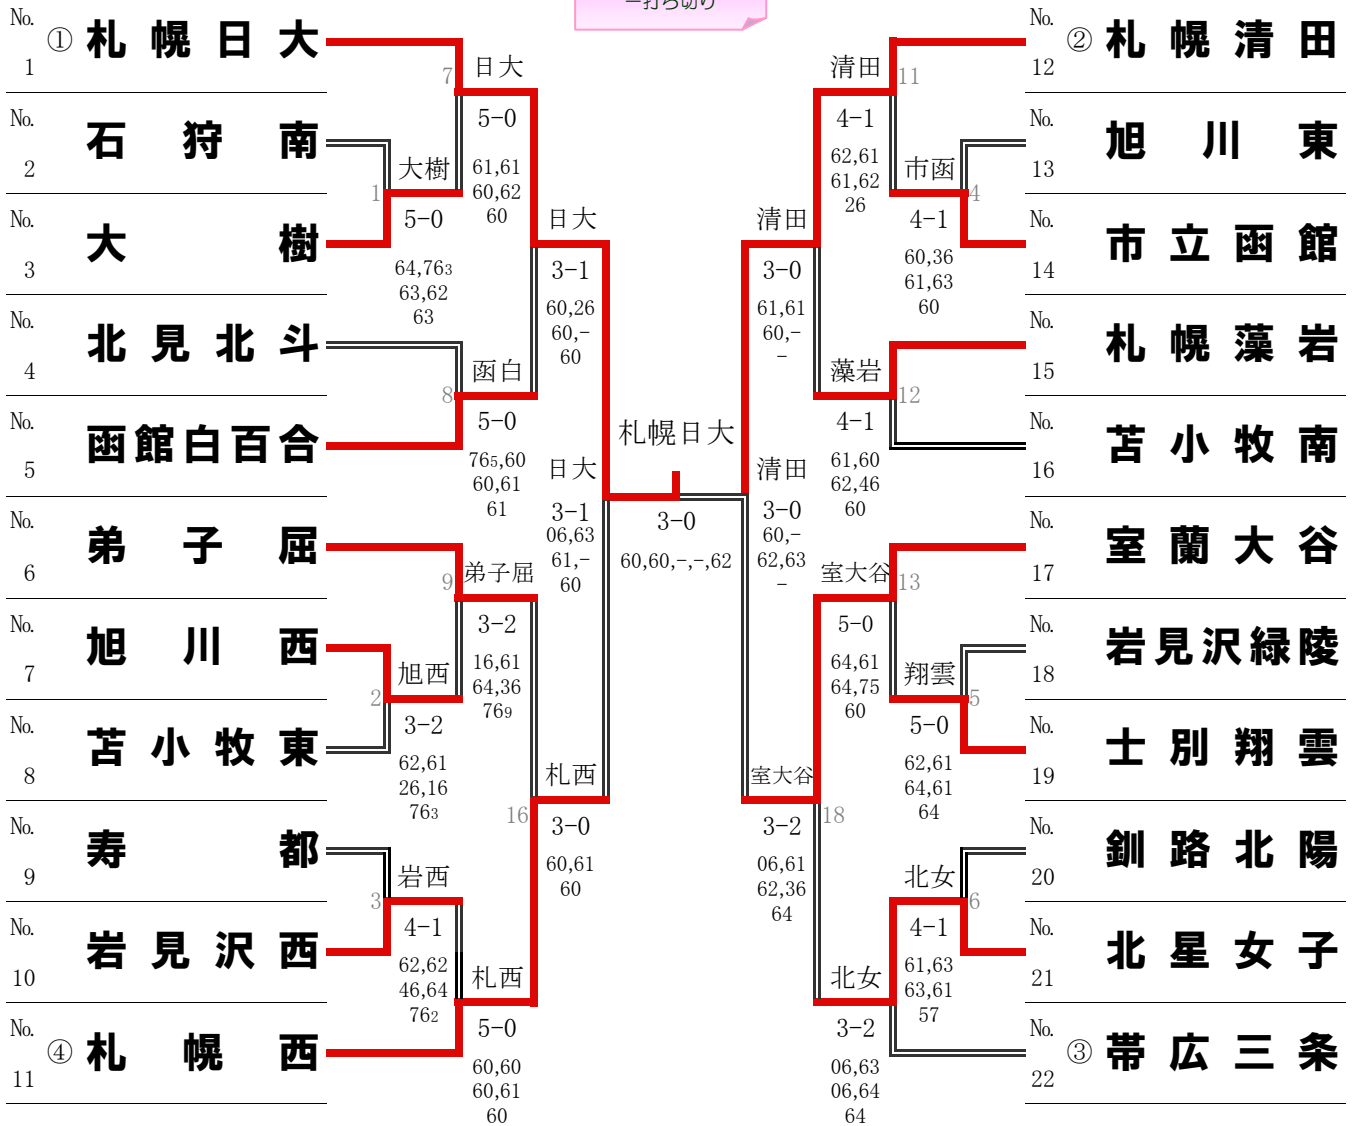 －打ち切り
No.
1
① 札幌日大
No.
2
石狩南
No.
3
大樹
No.
4
北見北斗
No.
5
函館白百合
No.
6
弟子屈
No.
7
旭川西
No.
8
苫小牧東
No.
9
寿都
No.
10
岩見沢西
No.
11
④ 札幌西
1
大樹
5-0
64,763
63,62
63
2
旭西
3-2
62,61
26,16
763
3
岩西
4-1
62,62
46,64
762
7
日大
5-0
61,61
60,62
60
8
函白
5-0
765,60
60,61
61
9
弟子屈
3-2
16,61
64,36
769
札西
5-0
60,60
60,61
60
日大
3-1
60,26
60,-
60
16
札西
3-0
60,61
60
日大
3-1
06,63
61,-
60
札幌日大
3-0
60,60,-,-,62
清田
3-0
60,-
62,63
-
清田
3-0
61,61
60,-
-
18
室大谷
3-2
06,61
62,36
64
清田
11
4-1
62,61
61,62
26
藻岩
12
4-1
61,60
62,46
60
室大谷
13
5-0
64,61
64,75
60
北女
3-2
06,63
06,64
64
市函
4
4-1
60,36
61,63
60
翔雲
5
5-0
62,61
64,61
64
北女
6
4-1
61,63
63,61
57
No.
12
② 札幌清田
No.
13
旭川東
No.
14
市立函館
No.
15
札幌藻岩
No.
16
苫小牧南
No.
17
室蘭大谷
No.
18
岩見沢緑陵
No.
19
士別翔雲
No.
20
釧路北陽
No.
21
北星女子
No.
22
③ 帯広三条